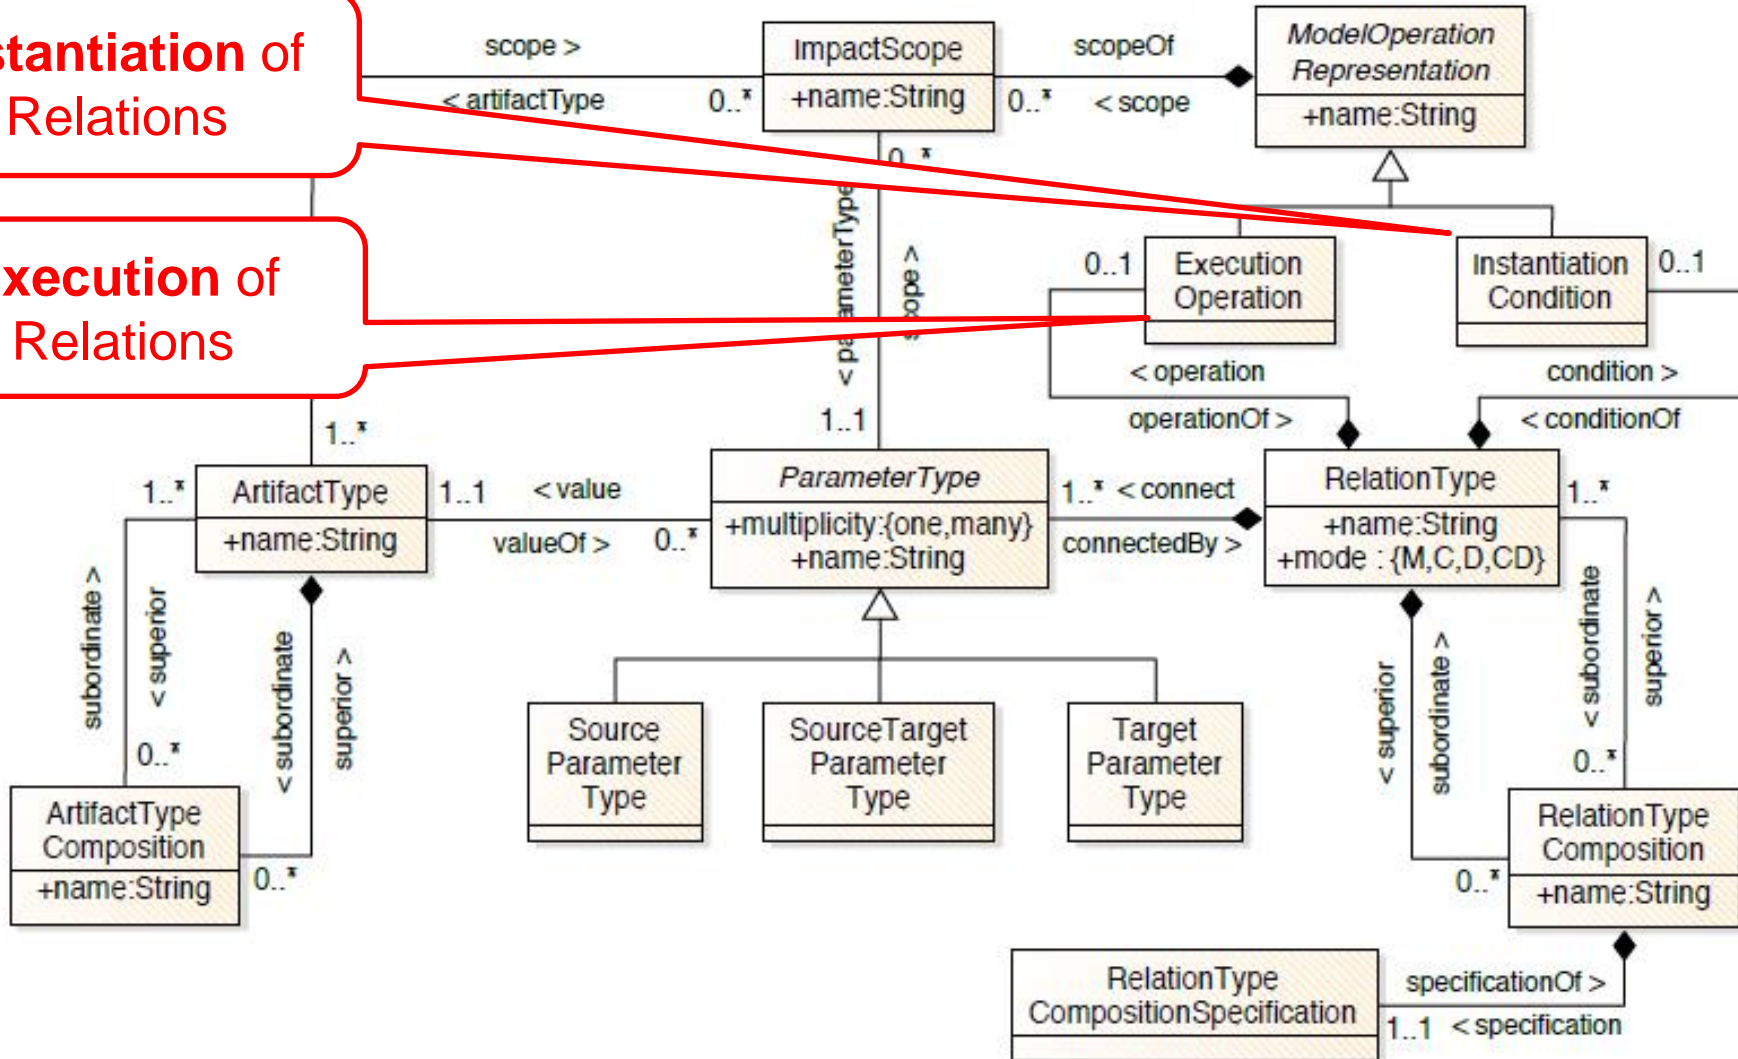 stantiation of
Relations
xecution of
Relations
scope >
< artifactType
0..*
ImpactScope
+name:String
scopeOf
0..*
< scope
ModelOperation
Representation
+name:String
0..*
< parameterType
scope >
1..1
0..1
Execution
Operation
Instantiation
Condition
0..1
< operation
operationOf >
condition >
< conditionOf
1..*
1..*
ArtifactType
+name:String
1..1
< value
valueOf >
0..*
ParameterType
+multiplicity:{one,many}
+name:String
1..*
< connect
connectedBy >
RelationType
+name:String
+mode : {M,C,D,CD}
1..*
subordinate >
< superior
< subordinate
superior >
0..*
ArtifactType
Composition
+name:String
0..*
Source
Parameter
Type
SourceTarget
Parameter
Type
Target
Parameter
Type
< superior
subordinate >
< subordinate
superior >
0..*
RelationType
Composition
+name:String
0..*
RelationType
CompositionSpecification
specificationOf >
1..1
< specification